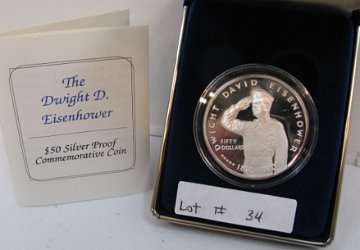 The
Dwight D.
Eisenhower
$50 Silver Proof
Commemorative Coin
DWIGHT DAVID EISENHOWER
FIFTY
DOLLARS
Lot # 34